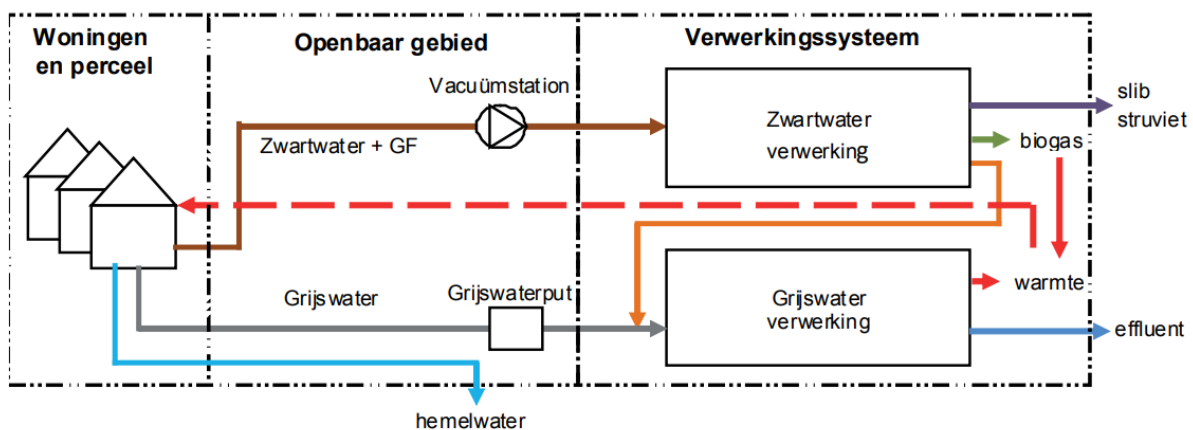 Woningen
en perceel
Openbaar gebied
Verwerkingssysteem
Vacuümstation
Zwartwater + GF
Zwartwater
verwerking
slib
struviet
biogas
Grijswater
Grijswaterput
Grijswater
verwerking
warmte
effluent
hemelwater